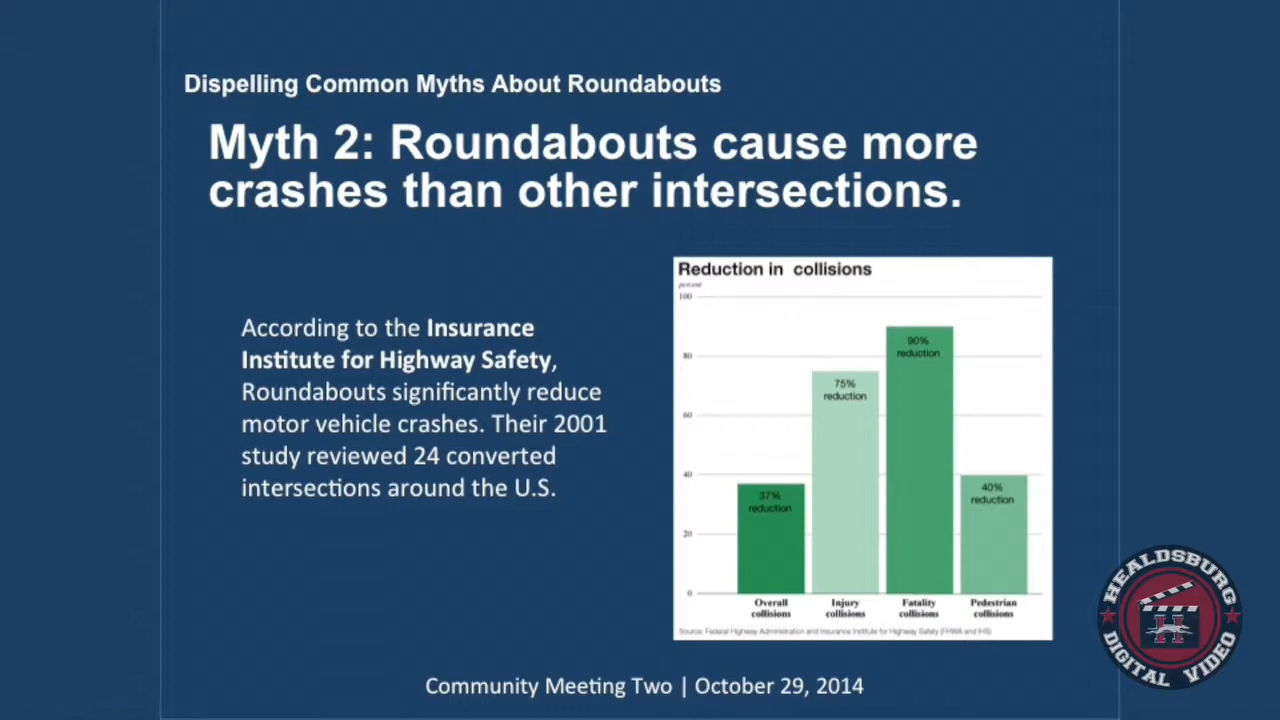 Dispelling Common Myths About Roundabouts
Myth 2: Roundabouts cause more
crashes than other intersections.
According to the Insurance
Institute for Highway Safety,
Roundabouts significantly reduce
motor vehicle crashes. Their 2001
study reviewed 24 converted
intersections around the U.S.
Reduction in collisions
percent
100
80
60
40
20
0
37%
reduction
75%
reduction
90%
reduction
40%
reduction
Overall
collisions
Injury
collisions
Fatality
collisions
Pedestrian
collisions
Source: Federal Highway Administration and Insurance Institute for Highway Safety (FHWA and IIHS)
HEALDSBURG
H
DIGITAL VIDEO
Community Meeting Two | October 29, 2014